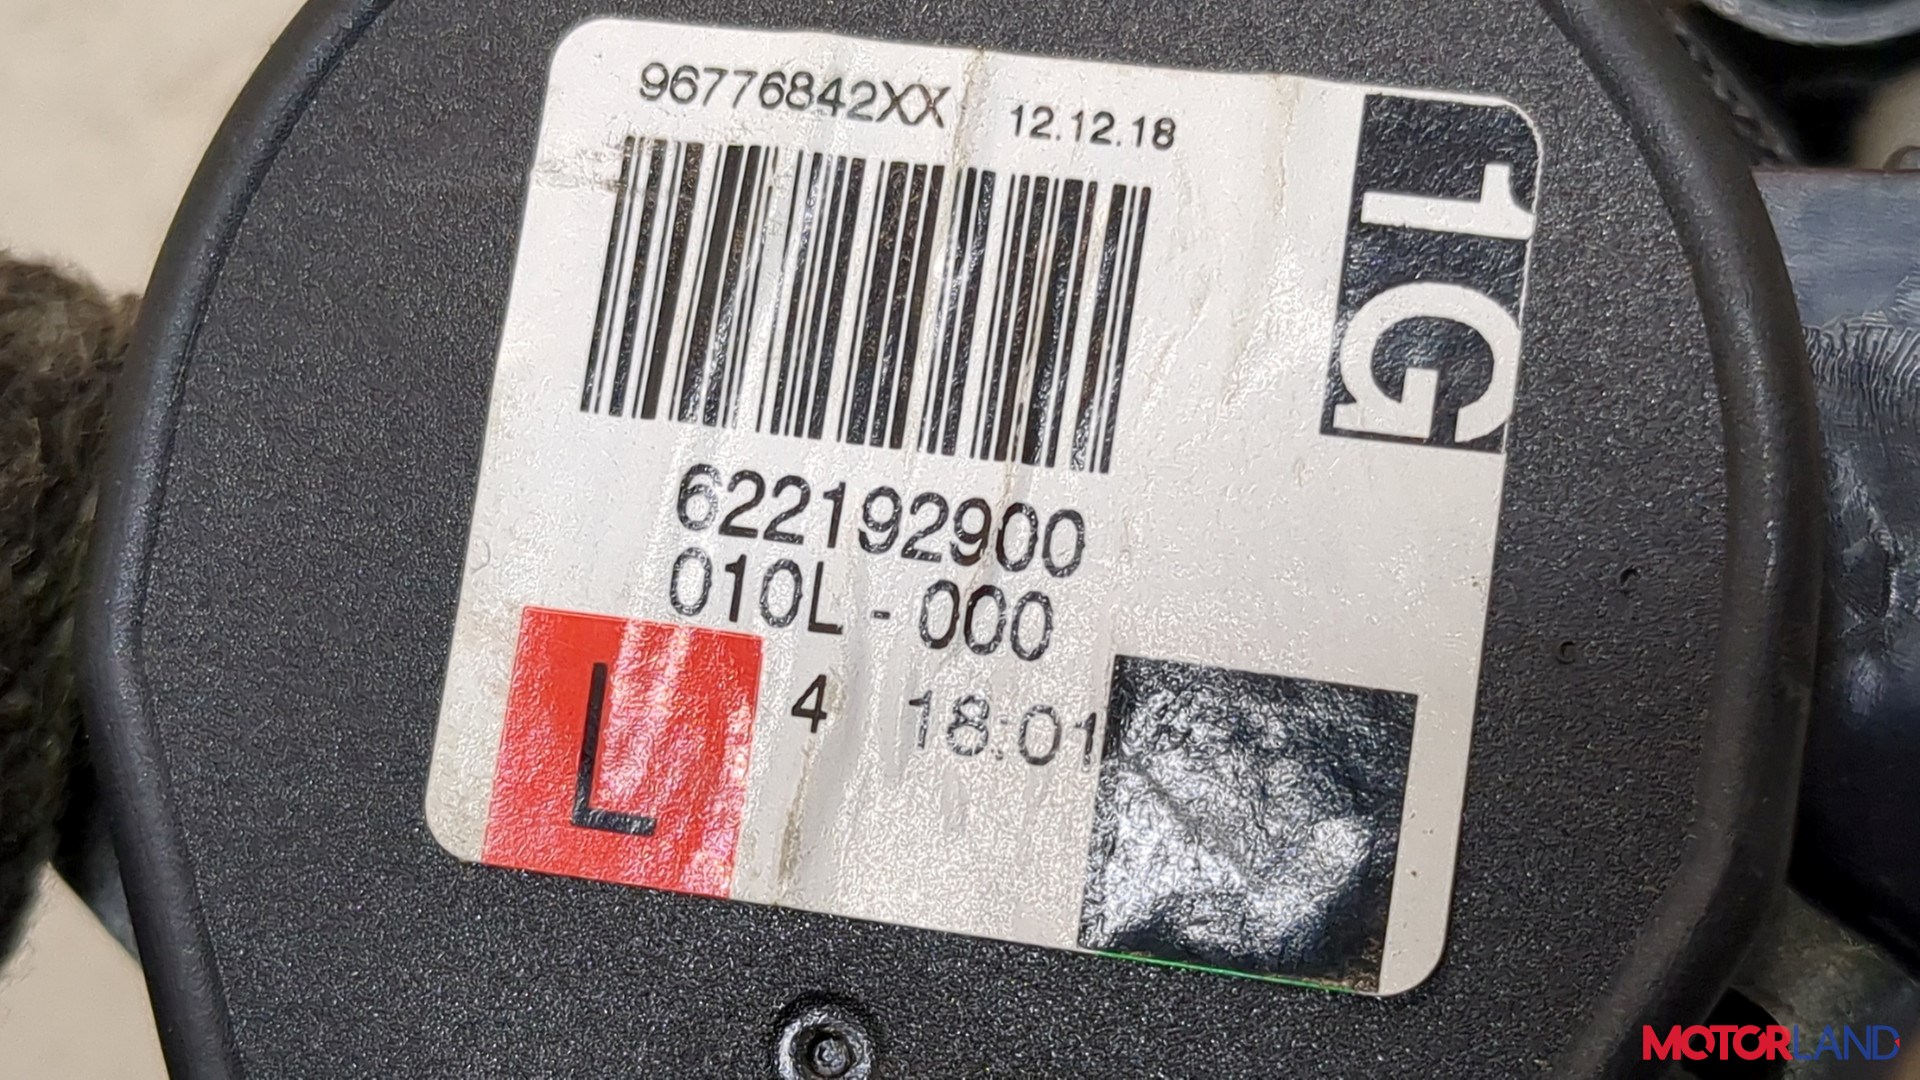 96776842XX 12.12.18
1G
622192900
010L - 000
L 4 18:01
MOTORLAND